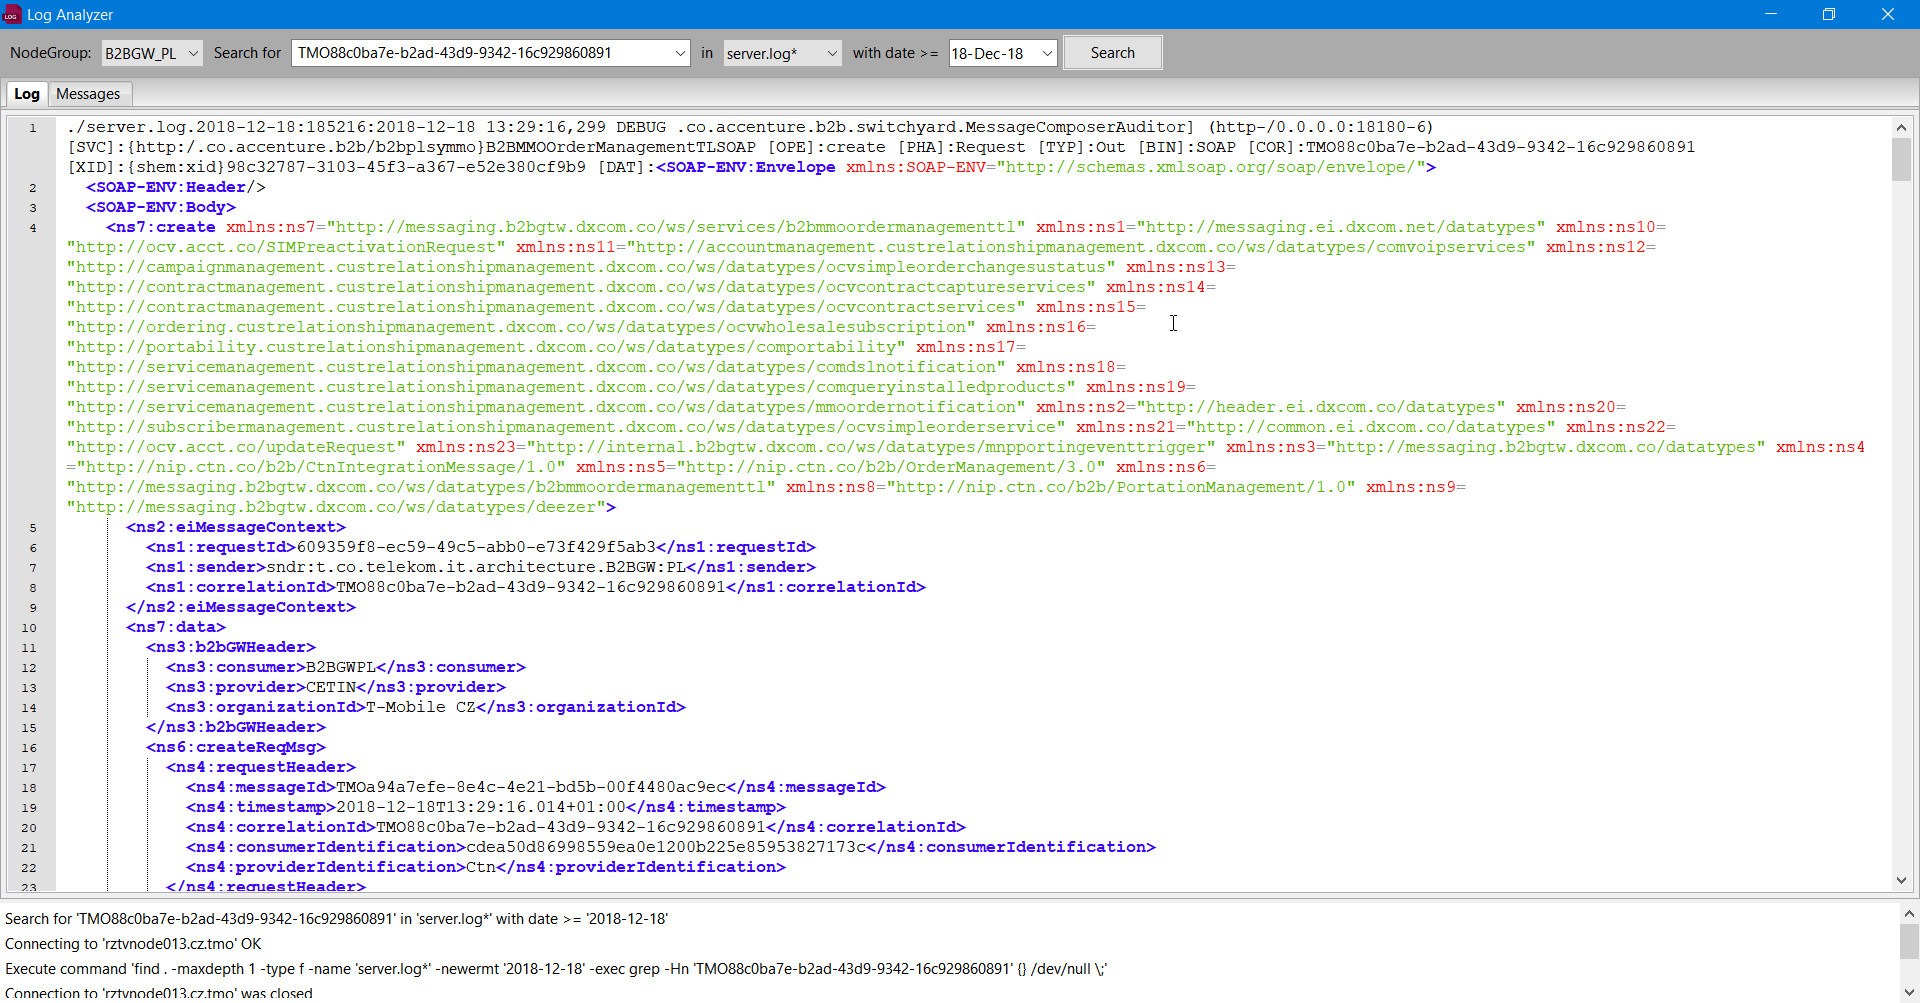 LOG Log Analyzer
NodeGroup: B2BGW_PL Search for TMO88c0ba7e-b2ad-43d9-9342-16c929860891 in server.log* with date >= 18-Dec-18 Search
Log Messages
1 ./server.log.2018-12-18:185216:2018-12-18 13:29:16,299 DEBUG .co.accenture.b2b.switchyard.MessageComposerAuditor] (http-/0.0.0.0:18180-6)
[SVC]:{http:/.co.accenture.b2b/b2bplsymmo}B2BMMOOrderManagementTLSOAP [OPE]:create [PHA]:Request [TYP]:Out [BIN]:SOAP [COR]:TMO88c0ba7e-b2ad-43d9-9342-16c929860891
[XID]:{shem:xid}98c32787-3103-45f3-a367-e52e380cf9b9 [DAT]:<SOAP-ENV:Envelope xmlns:SOAP-ENV="http://schemas.xmlsoap.org/soap/envelope/">
2 <SOAP-ENV:Header/>
3 <SOAP-ENV:Body>
4 <ns7:create xmlns:ns7="http://messaging.b2bgtw.dxcom.co/ws/services/b2bmmoordermanagementtl" xmlns:ns1="http://messaging.ei.dxcom.net/datatypes" xmlns:ns10=
"http://ocv.acct.co/SIMPreactivationRequest" xmlns:ns11="http://accountmanagement.custrelationshipmanagement.dxcom.co/ws/datatypes/comvoipservices" xmlns:ns12=
"http://campaignmanagement.custrelationshipmanagement.dxcom.co/ws/datatypes/ocvsimpleorderchangesustatus" xmlns:ns13=
"http://contractmanagement.custrelationshipmanagement.dxcom.co/ws/datatypes/ocvcontractcaptureservices" xmlns:ns14=
"http://contractmanagement.custrelationshipmanagement.dxcom.co/ws/datatypes/ocvcontractservices" xmlns:ns15=
"http://ordering.custrelationshipmanagement.dxcom.co/ws/datatypes/ocvwholesalesubscription" xmlns:ns16=
"http://portability.custrelationshipmanagement.dxcom.co/ws/datatypes/comportability" xmlns:ns17=
"http://servicemanagement.custrelationshipmanagement.dxcom.co/ws/datatypes/comdslnotification" xmlns:ns18=
"http://servicemanagement.custrelationshipmanagement.dxcom.co/ws/datatypes/comqueryinstalledproducts" xmlns:ns19=
"http://servicemanagement.custrelationshipmanagement.dxcom.co/ws/datatypes/mmoordernotification" xmlns:ns2="http://header.ei.dxcom.co/datatypes" xmlns:ns20=
"http://subscribermanagement.custrelationshipmanagement.dxcom.co/ws/datatypes/ocvsimpleorderservice" xmlns:ns21="http://common.ei.dxcom.co/datatypes" xmlns:ns22=
"http://ocv.acct.co/updateRequest" xmlns:ns23="http://internal.b2bgtw.dxcom.co/ws/datatypes/mnpportingeventtrigger" xmlns:ns3="http://messaging.b2bgtw.dxcom.co/datatypes" xmlns:ns4
="http://nip.ctn.co/b2b/CtnIntegrationMessage/1.0" xmlns:ns5="http://nip.ctn.co/b2b/OrderManagement/3.0" xmlns:ns6=
"http://messaging.b2bgtw.dxcom.co/ws/datatypes/b2bmmoordermanagementtl" xmlns:ns8="http://nip.ctn.co/b2b/PortationManagement/1.0" xmlns:ns9=
"http://messaging.b2bgtw.dxcom.co/ws/datatypes/deezer">
5 <ns2:eiMessageContext>
6 <ns1:requestId>609359f8-ec59-49c5-abb0-e73f429f5ab3</ns1:requestId>
7 <ns1:sender>sndr:t.co.telekom.it.architecture.B2BGW:PL</ns1:sender>
8 <ns1:correlationId>TMO88c0ba7e-b2ad-43d9-9342-16c929860891</ns1:correlationId>
9 </ns2:eiMessageContext>
10 <ns7:data>
11 <ns3:b2bGWHeader>
12 <ns3:consumer>B2BGWPL</ns3:consumer>
13 <ns3:provider>CETIN</ns3:provider>
14 <ns3:organizationId>T-Mobile CZ</ns3:organizationId>
15 </ns3:b2bGWHeader>
16 <ns6:createReqMsg>
17 <ns4:requestHeader>
18 <ns4:messageId>TMOa94a7efe-8e4c-4e21-bd5b-00f4480ac9ec</ns4:messageId>
19 <ns4:timestamp>2018-12-18T13:29:16.014+01:00</ns4:timestamp>
20 <ns4:correlationId>TMO88c0ba7e-b2ad-43d9-9342-16c929860891</ns4:correlationId>
21 <ns4:consumerIdentification>cdea50d86998559ea0e1200b225e85953827173c</ns4:consumerIdentification>
22 <ns4:providerIdentification>Ctn</ns4:providerIdentification>
23 </ns4:requestHeader>
Search for 'TMO88c0ba7e-b2ad-43d9-9342-16c929860891' in 'server.log*' with date >= '2018-12-18'
Connecting to 'rztvnode013.cz.tmo' OK
Execute command 'find . -maxdepth 1 -type f -name 'server.log*' -newermt '2018-12-18' -exec grep -Hn 'TMO88c0ba7e-b2ad-43d9-9342-16c929860891' {} /dev/null \;'
Connection to 'rztvnode013.cz.tmo' was closed